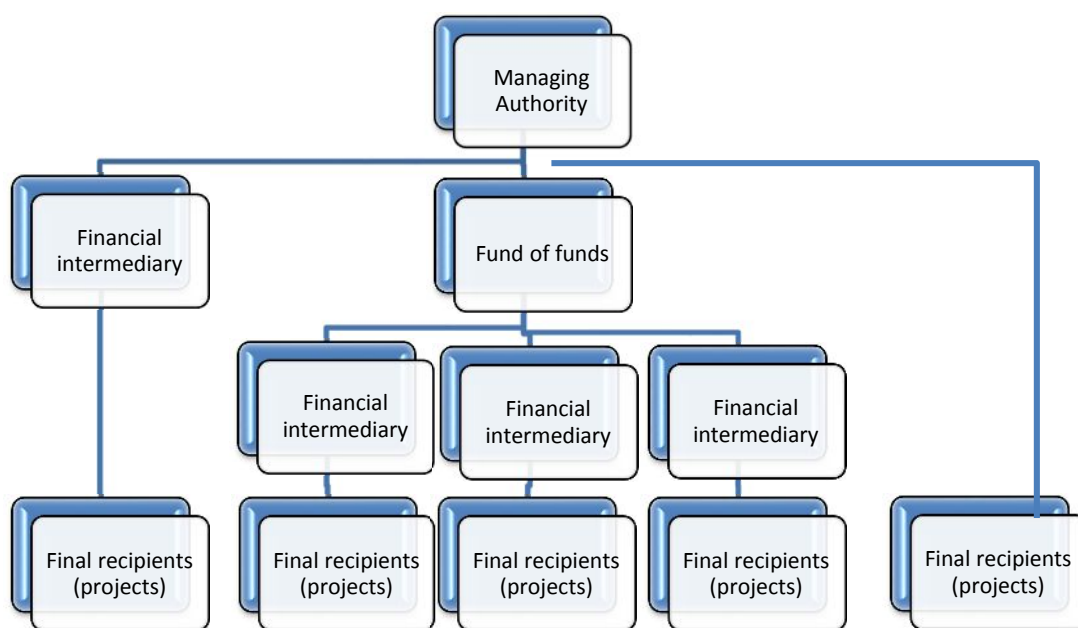 Managing
Authority
Financial
intermediary
Fund of funds
Financial
intermediary
Financial
intermediary
Financial
intermediary
Final recipients
(projects)
Final recipients
(projects)
Final recipients
(projects)
Final recipients
(projects)
Final recipients
(projects)